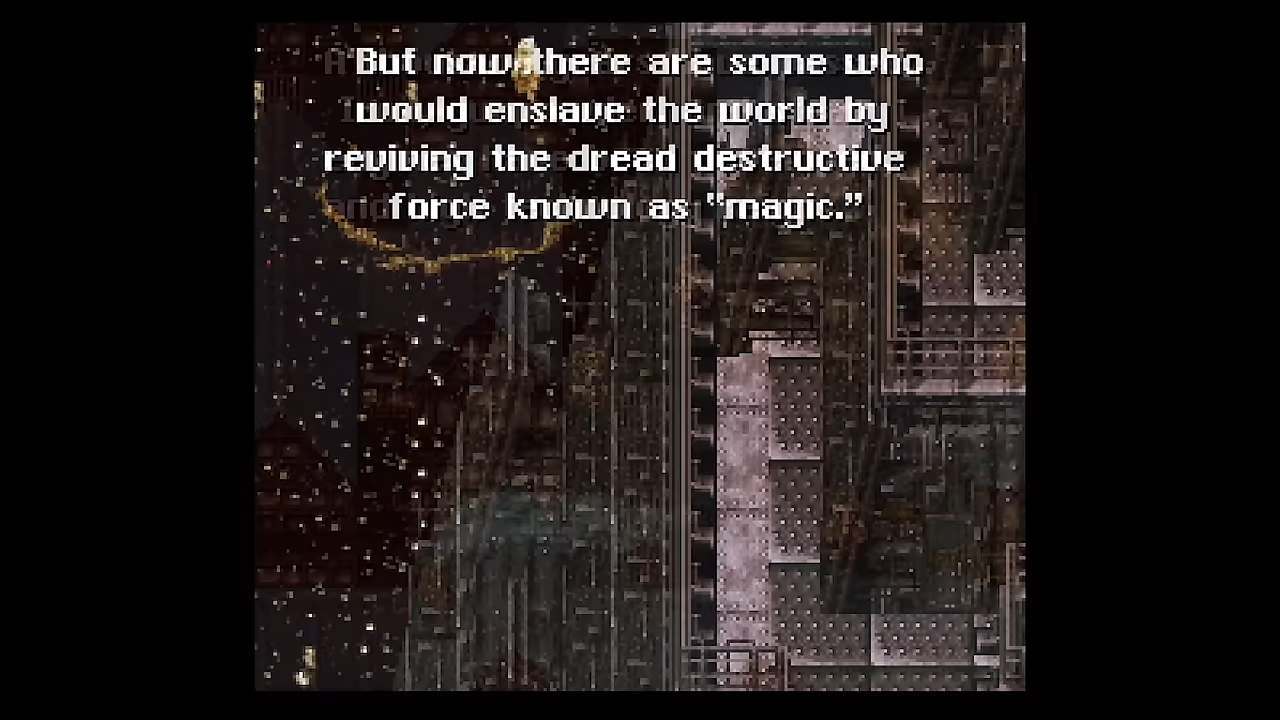 But now there are some who
would enslave the world by
reviving the dread destructive
force known as "magic."